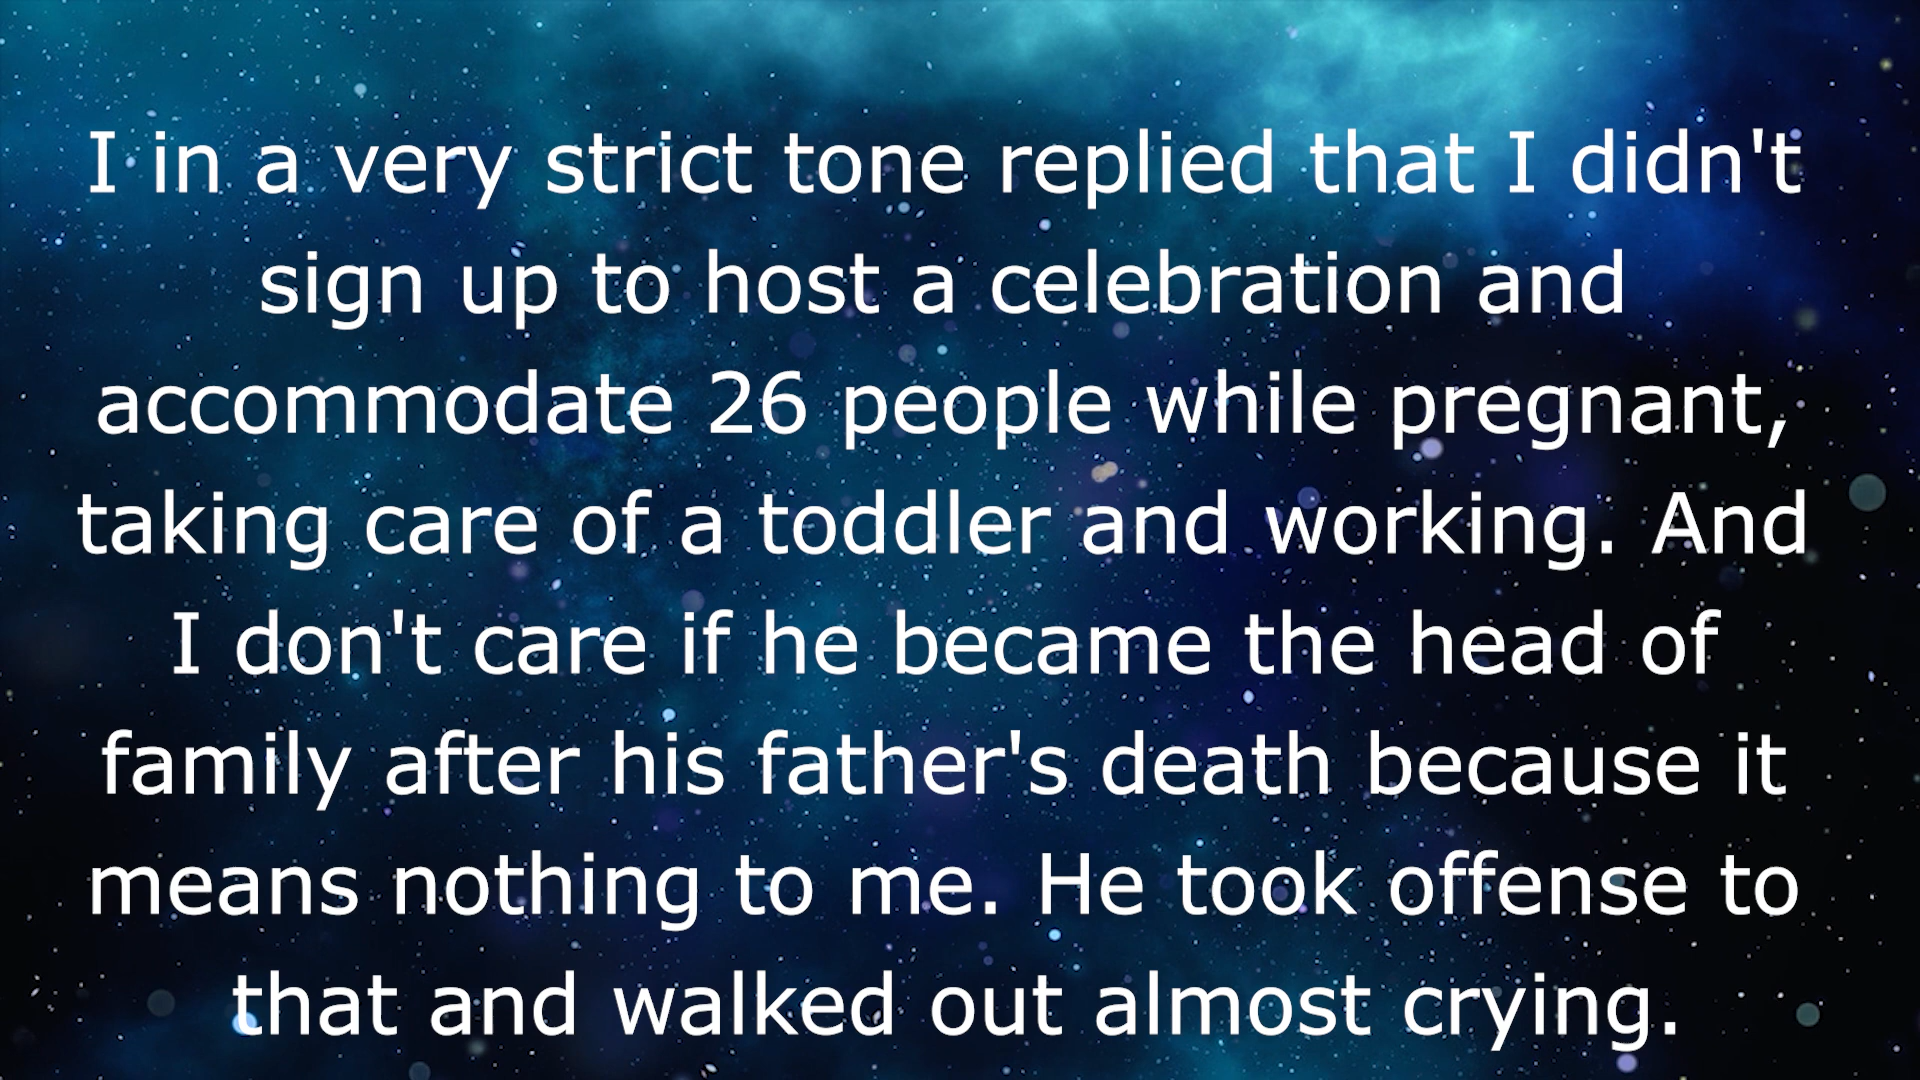 I in a very strict tone replied that I didn't
sign up to host a celebration and
accommodate 26 people while pregnant,
taking care of a toddler and working. And
I don't care if he became the head of
family after his father's death because it
means nothing to me. He took offense to
that and walked out almost crying.